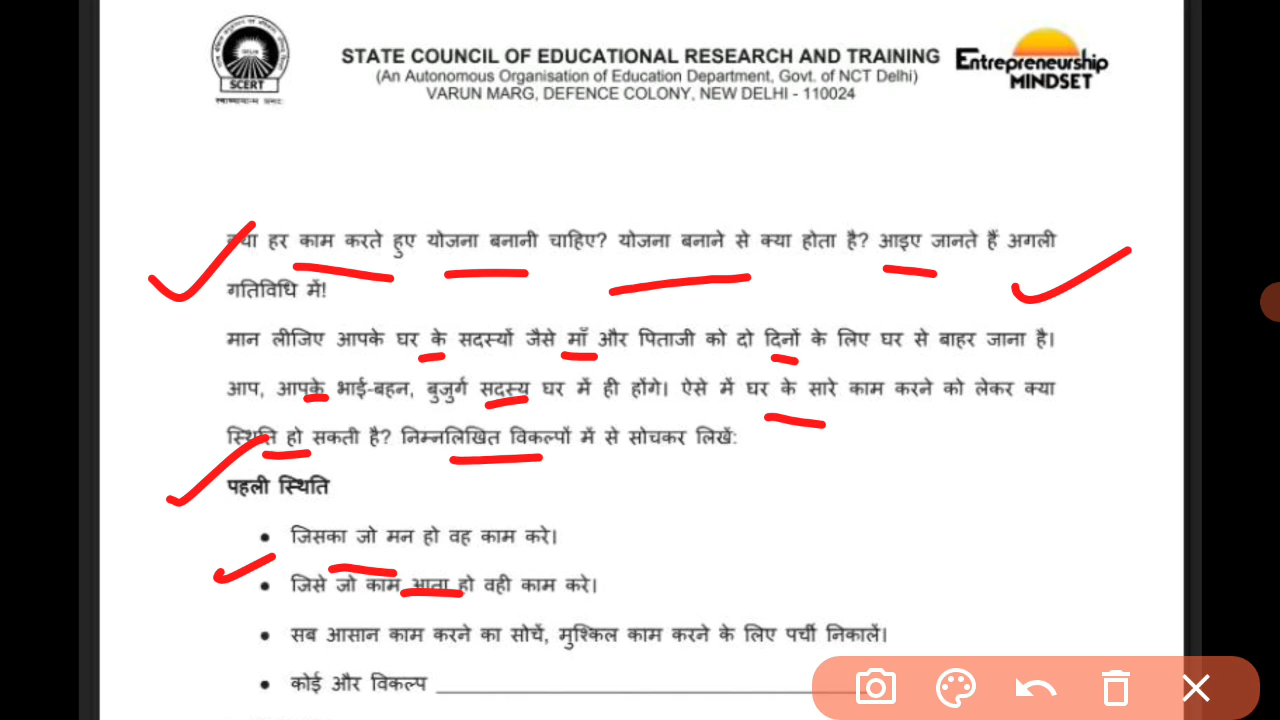 STATE COUNCIL OF EDUCATIONAL RESEARCH AND TRAINING
(An Autonomous Organisation of Education Department, Govt. of NCT Delhi)
VARUN MARG, DEFENCE COLONY, NEW DELHI - 110024
SCERT
Entrepreneurship
MINDSET
क्या हर काम करते हुए योजना बनानी चाहिए? योजना बनाने से क्या होता है? आइए जानते हैं अगली
गतिविधि में!
मान लीजिए आपके घर के सदस्यों जैसे माँ और पिताजी को दो दिनों के लिए घर से बाहर जाना है।
आप, आपके भाई-बहन, बुजुर्ग सदस्य घर में ही होंगे। ऐसे में घर के सारे काम करने को लेकर क्या
स्थिति हो सकती है? निम्नलिखित विकल्पों में से सोचकर लिखें:
पहली स्थिति
• जिसका जो मन हो वह काम करे।
• जिसे जो काम आता हो वही काम करे।
• सब आसान काम करने का सोचें, मुश्किल काम करने के लिए पर्ची निकालें।
• कोई और विकल्प ______________________________